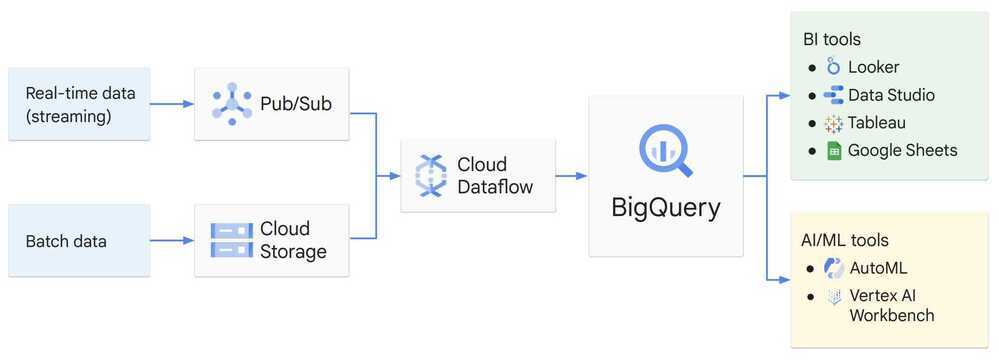 Real-time data
(streaming)
Pub/Sub
Batch data
Cloud
Storage
Cloud
Dataflow
BigQuery
BI tools
Looker
Data Studio
Tableau
Google Sheets
AI/ML tools
AutoML
Vertex AI
Workbench